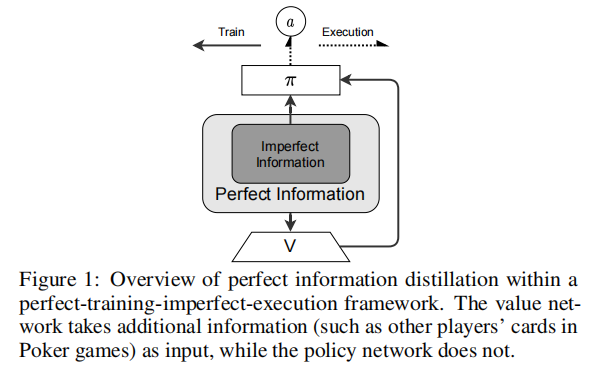 a
Train
Execution
π
Imperfect
Information
Perfect Information
V
Figure 1: Overview of perfect information distillation within a
perfect-training-imperfect-execution framework. The value net-
work takes additional information (such as other players' cards in
Poker games) as input, while the policy network does not.